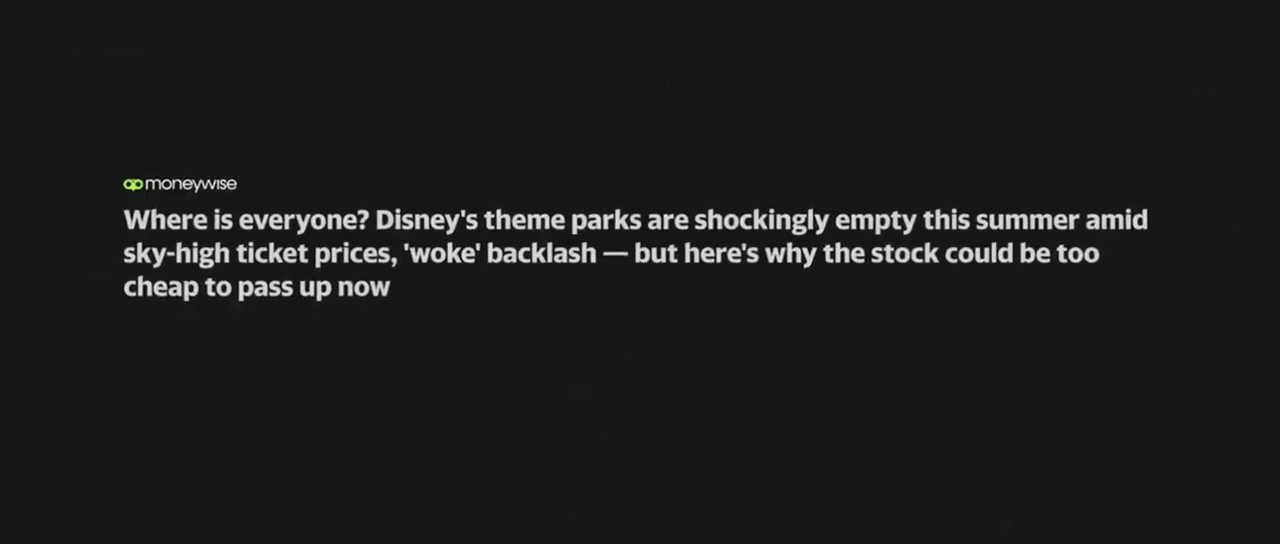 moneywise
Where is everyone? Disney's theme parks are shockingly empty this summer amid
sky-high ticket prices, 'woke' backlash — but here's why the stock could be too
cheap to pass up now